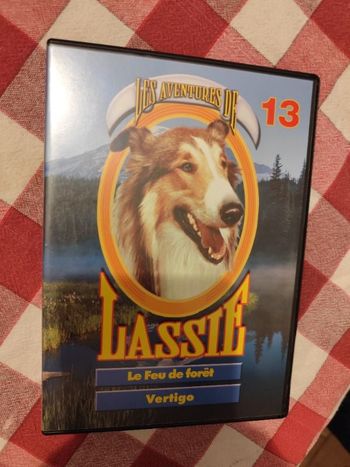 LES AVENTURES DE
13
LASSIE
Le Feu de forêt
Vertigo